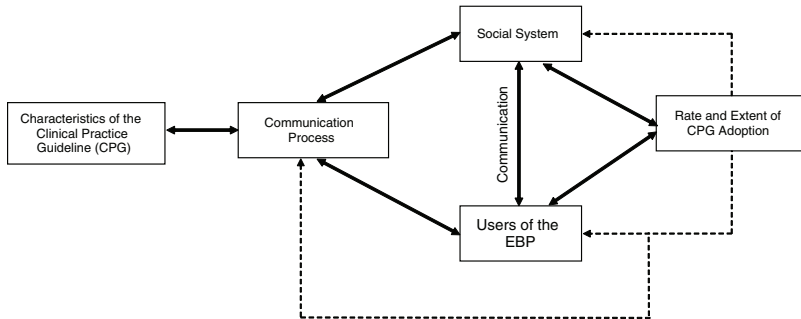 Social System
Characteristics of the
Clinical Practice
Guideline (CPG)
Communication
Process
Communication
Rate and Extent of
CPG Adoption
Users of the
EBP